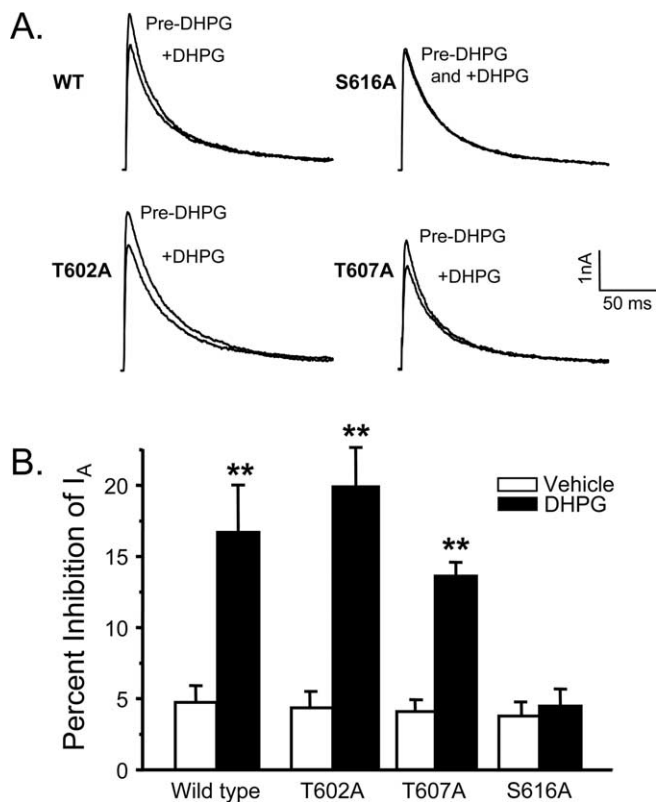 A.
Pre-DHPG
+DHPG
WT
Pre-DHPG
and +DHPG
S616A
Pre-DHPG
+DHPG
T602A
Pre-DHPG
+DHPG
T607A
1nA
50 ms
B.
Percent Inhibition of IA
20
15
10
5
0
**
**
**
Vehicle
DHPG
Wild type
T602A
T607A
S616A